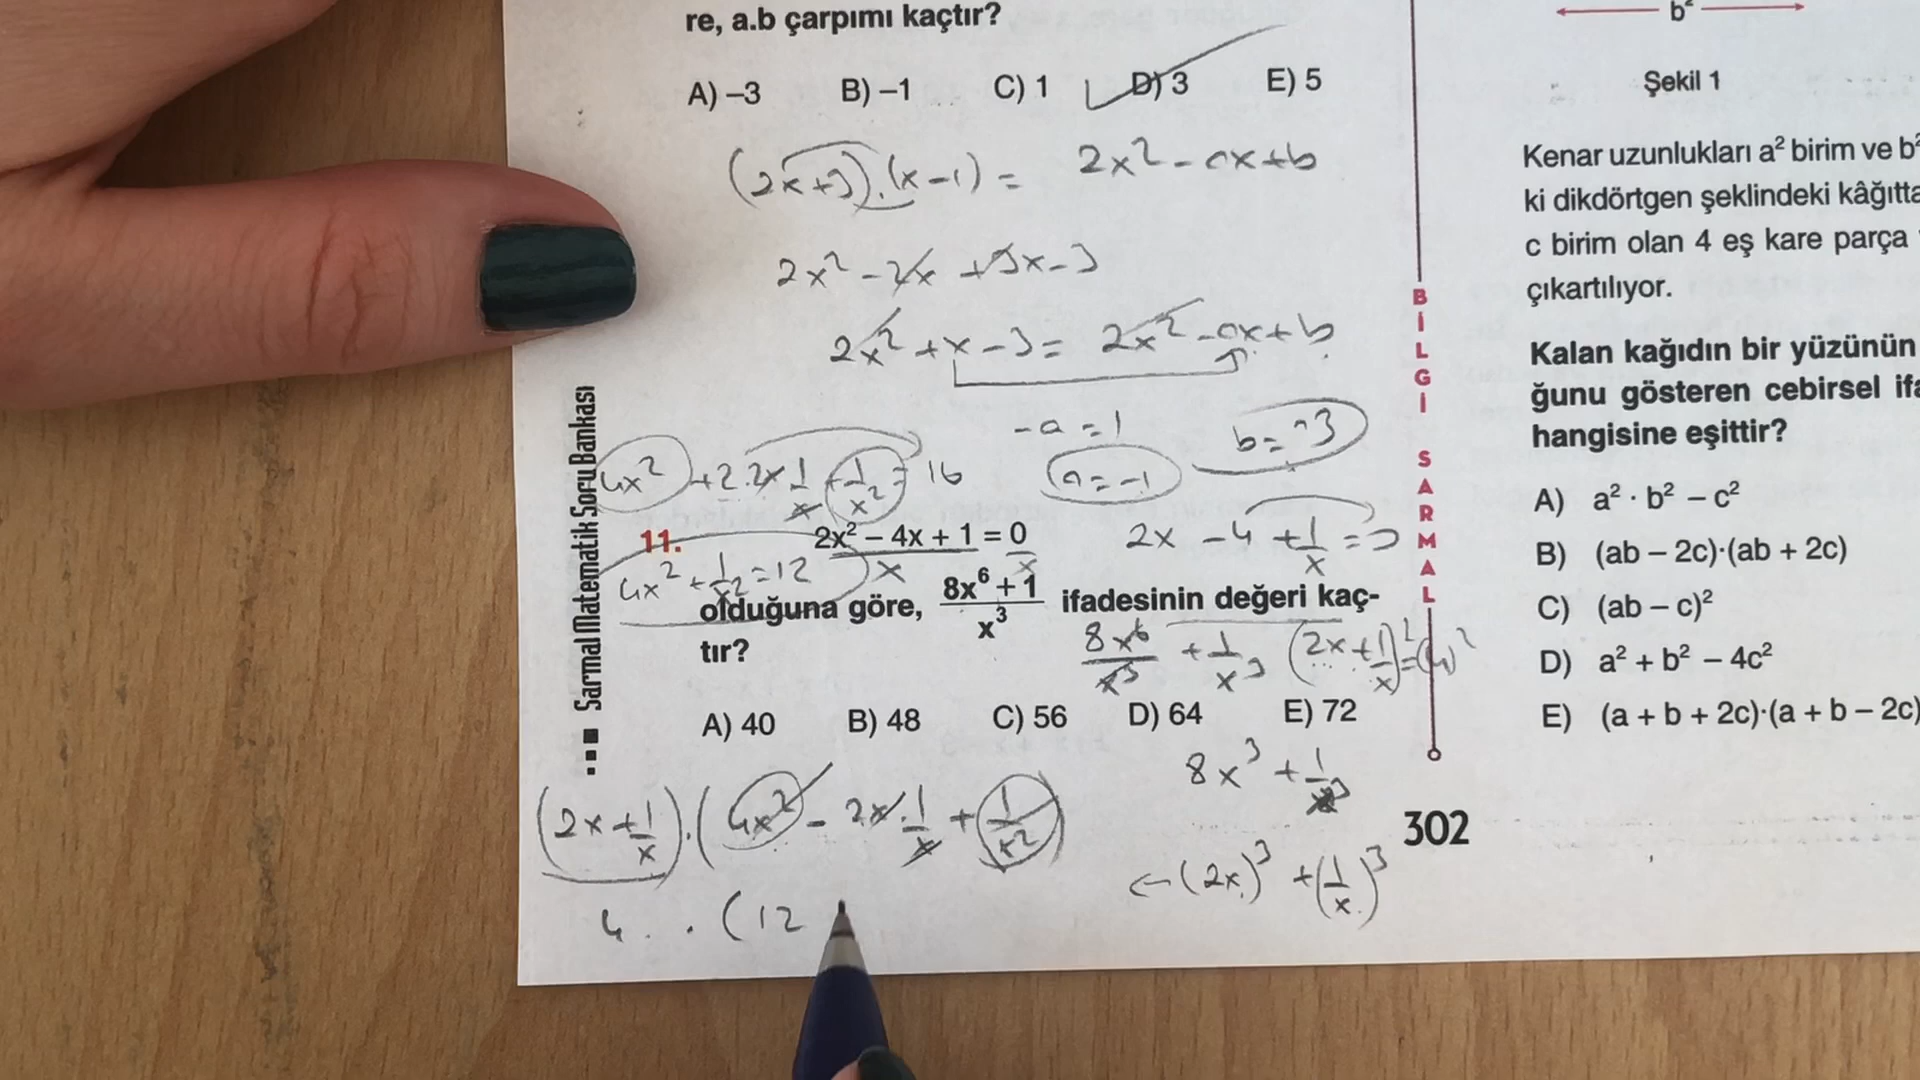 re, a.b çarpımı kaçtır?
A) –3 B) –1 C) 1 D) 3 E) 5
(2x+3).(x-1) = 2x² - ax+b
2x² - 2x + 3x - 3
2x² + x - 3 = 2x² - ax + b
-a = 1
a = -1
b = -3
4x² + 2.2x 1/x + 1/x² = 16
11. 2x² – 4x + 1 = 0
x x
2x - 4 + 1/x = 0
4x² + 1/x² = 12
olduğuna göre, 8x⁶ + 1 / x³ ifadesinin değeri kaç-
tır?
8x⁶/x³ + 1/x³ (2x + 1/x)² = (4)²
A) 40 B) 48 C) 56 D) 64 E) 72
8x³ + 1/x³
(2x + 1/x) . (4x² - 2x . 1/x + 1/x²)
← (2x)³ + (1/x)³
4 . (12
Sarmal Matematik Soru Bankası
BİLGİ SARMAL
302
b²
Şekil 1
Kenar uzunlukları a² birim ve b²
ki dikdörtgen şeklindeki kâğıtta
c birim olan 4 eş kare parça
çıkartılıyor.
Kalan kağıdın bir yüzünün
ğunu gösteren cebirsel ifa
hangisine eşittir?
A) a² · b² – c²
B) (ab – 2c)·(ab + 2c)
C) (ab – c)²
D) a² + b² – 4c²
E) (a + b + 2c)·(a + b – 2c)